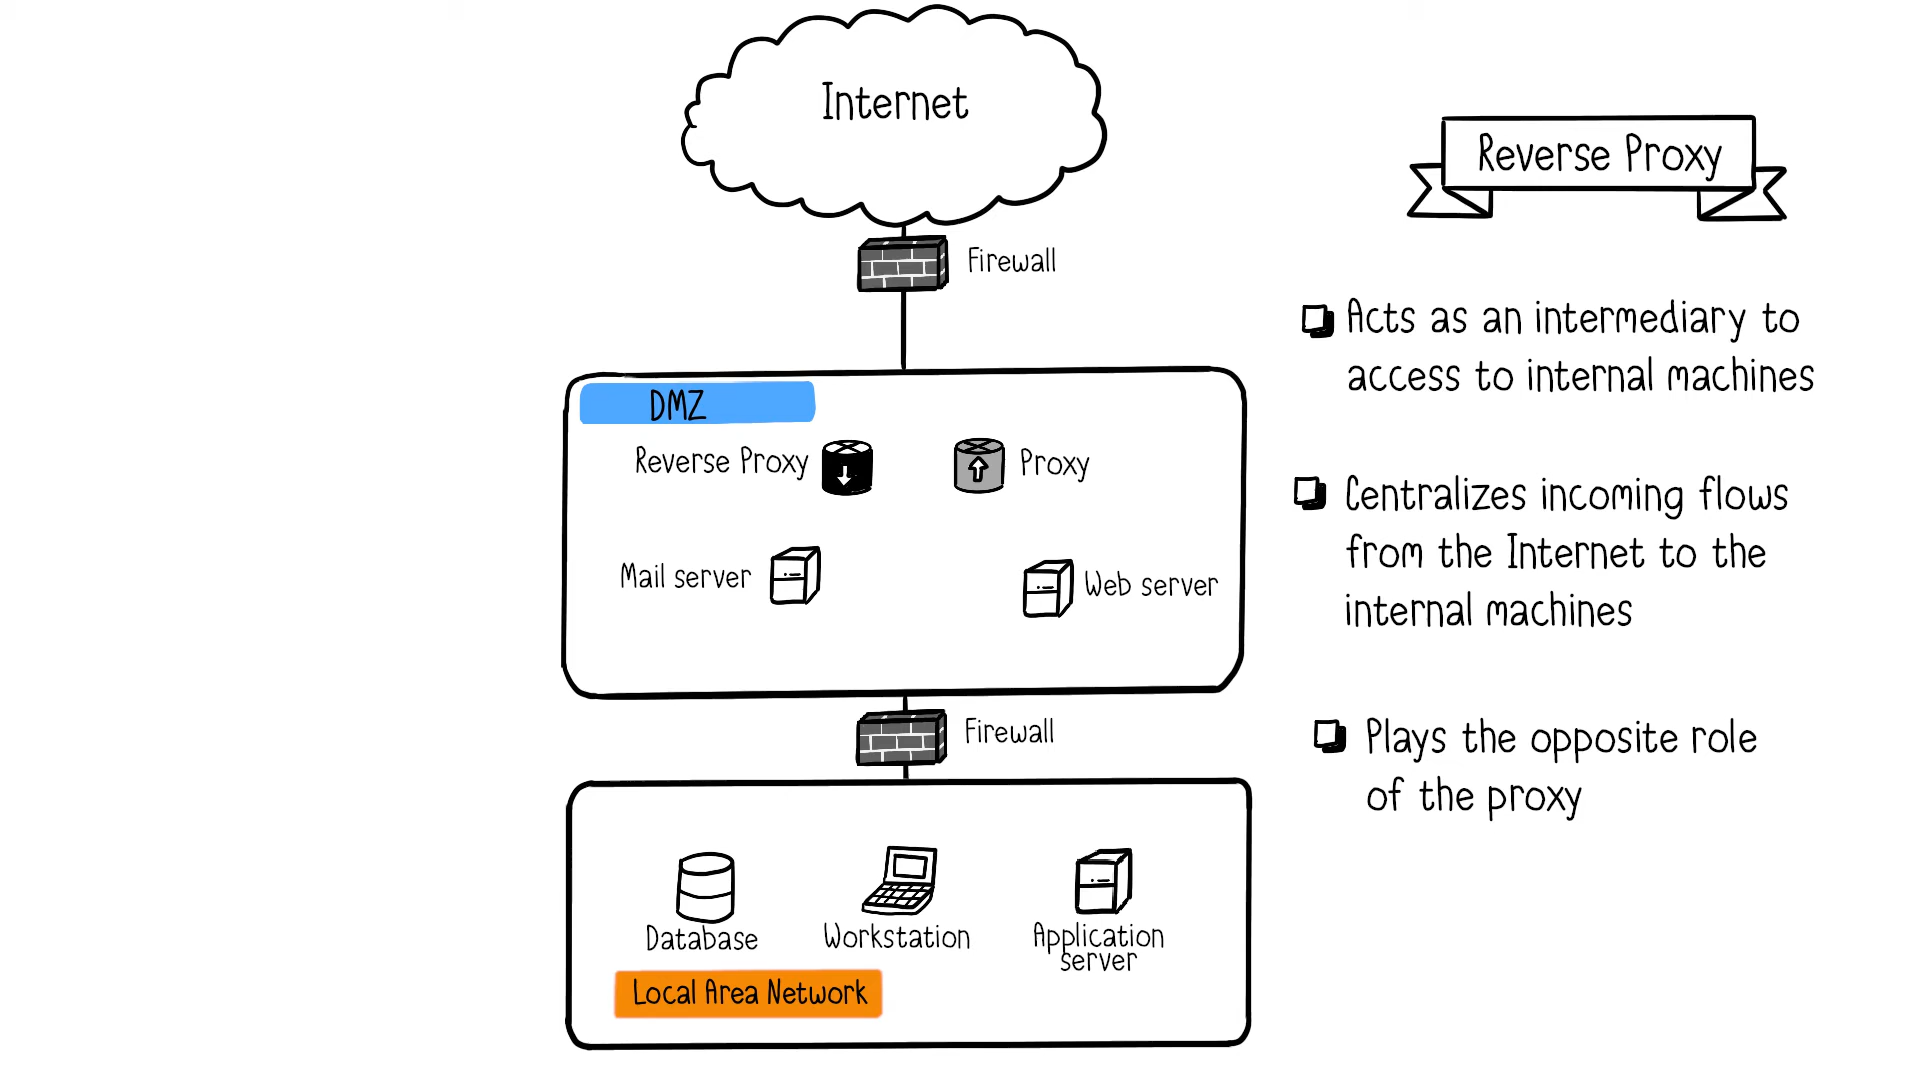 Internet
Firewall
DMZ
Reverse Proxy
Proxy
Mail server
Web server
Firewall
Database
Workstation
Application
server
Local Area Network
Reverse Proxy
Acts as an intermediary to
access to internal machines
Centralizes incoming flows
from the Internet to the
internal machines
Plays the opposite role
of the proxy